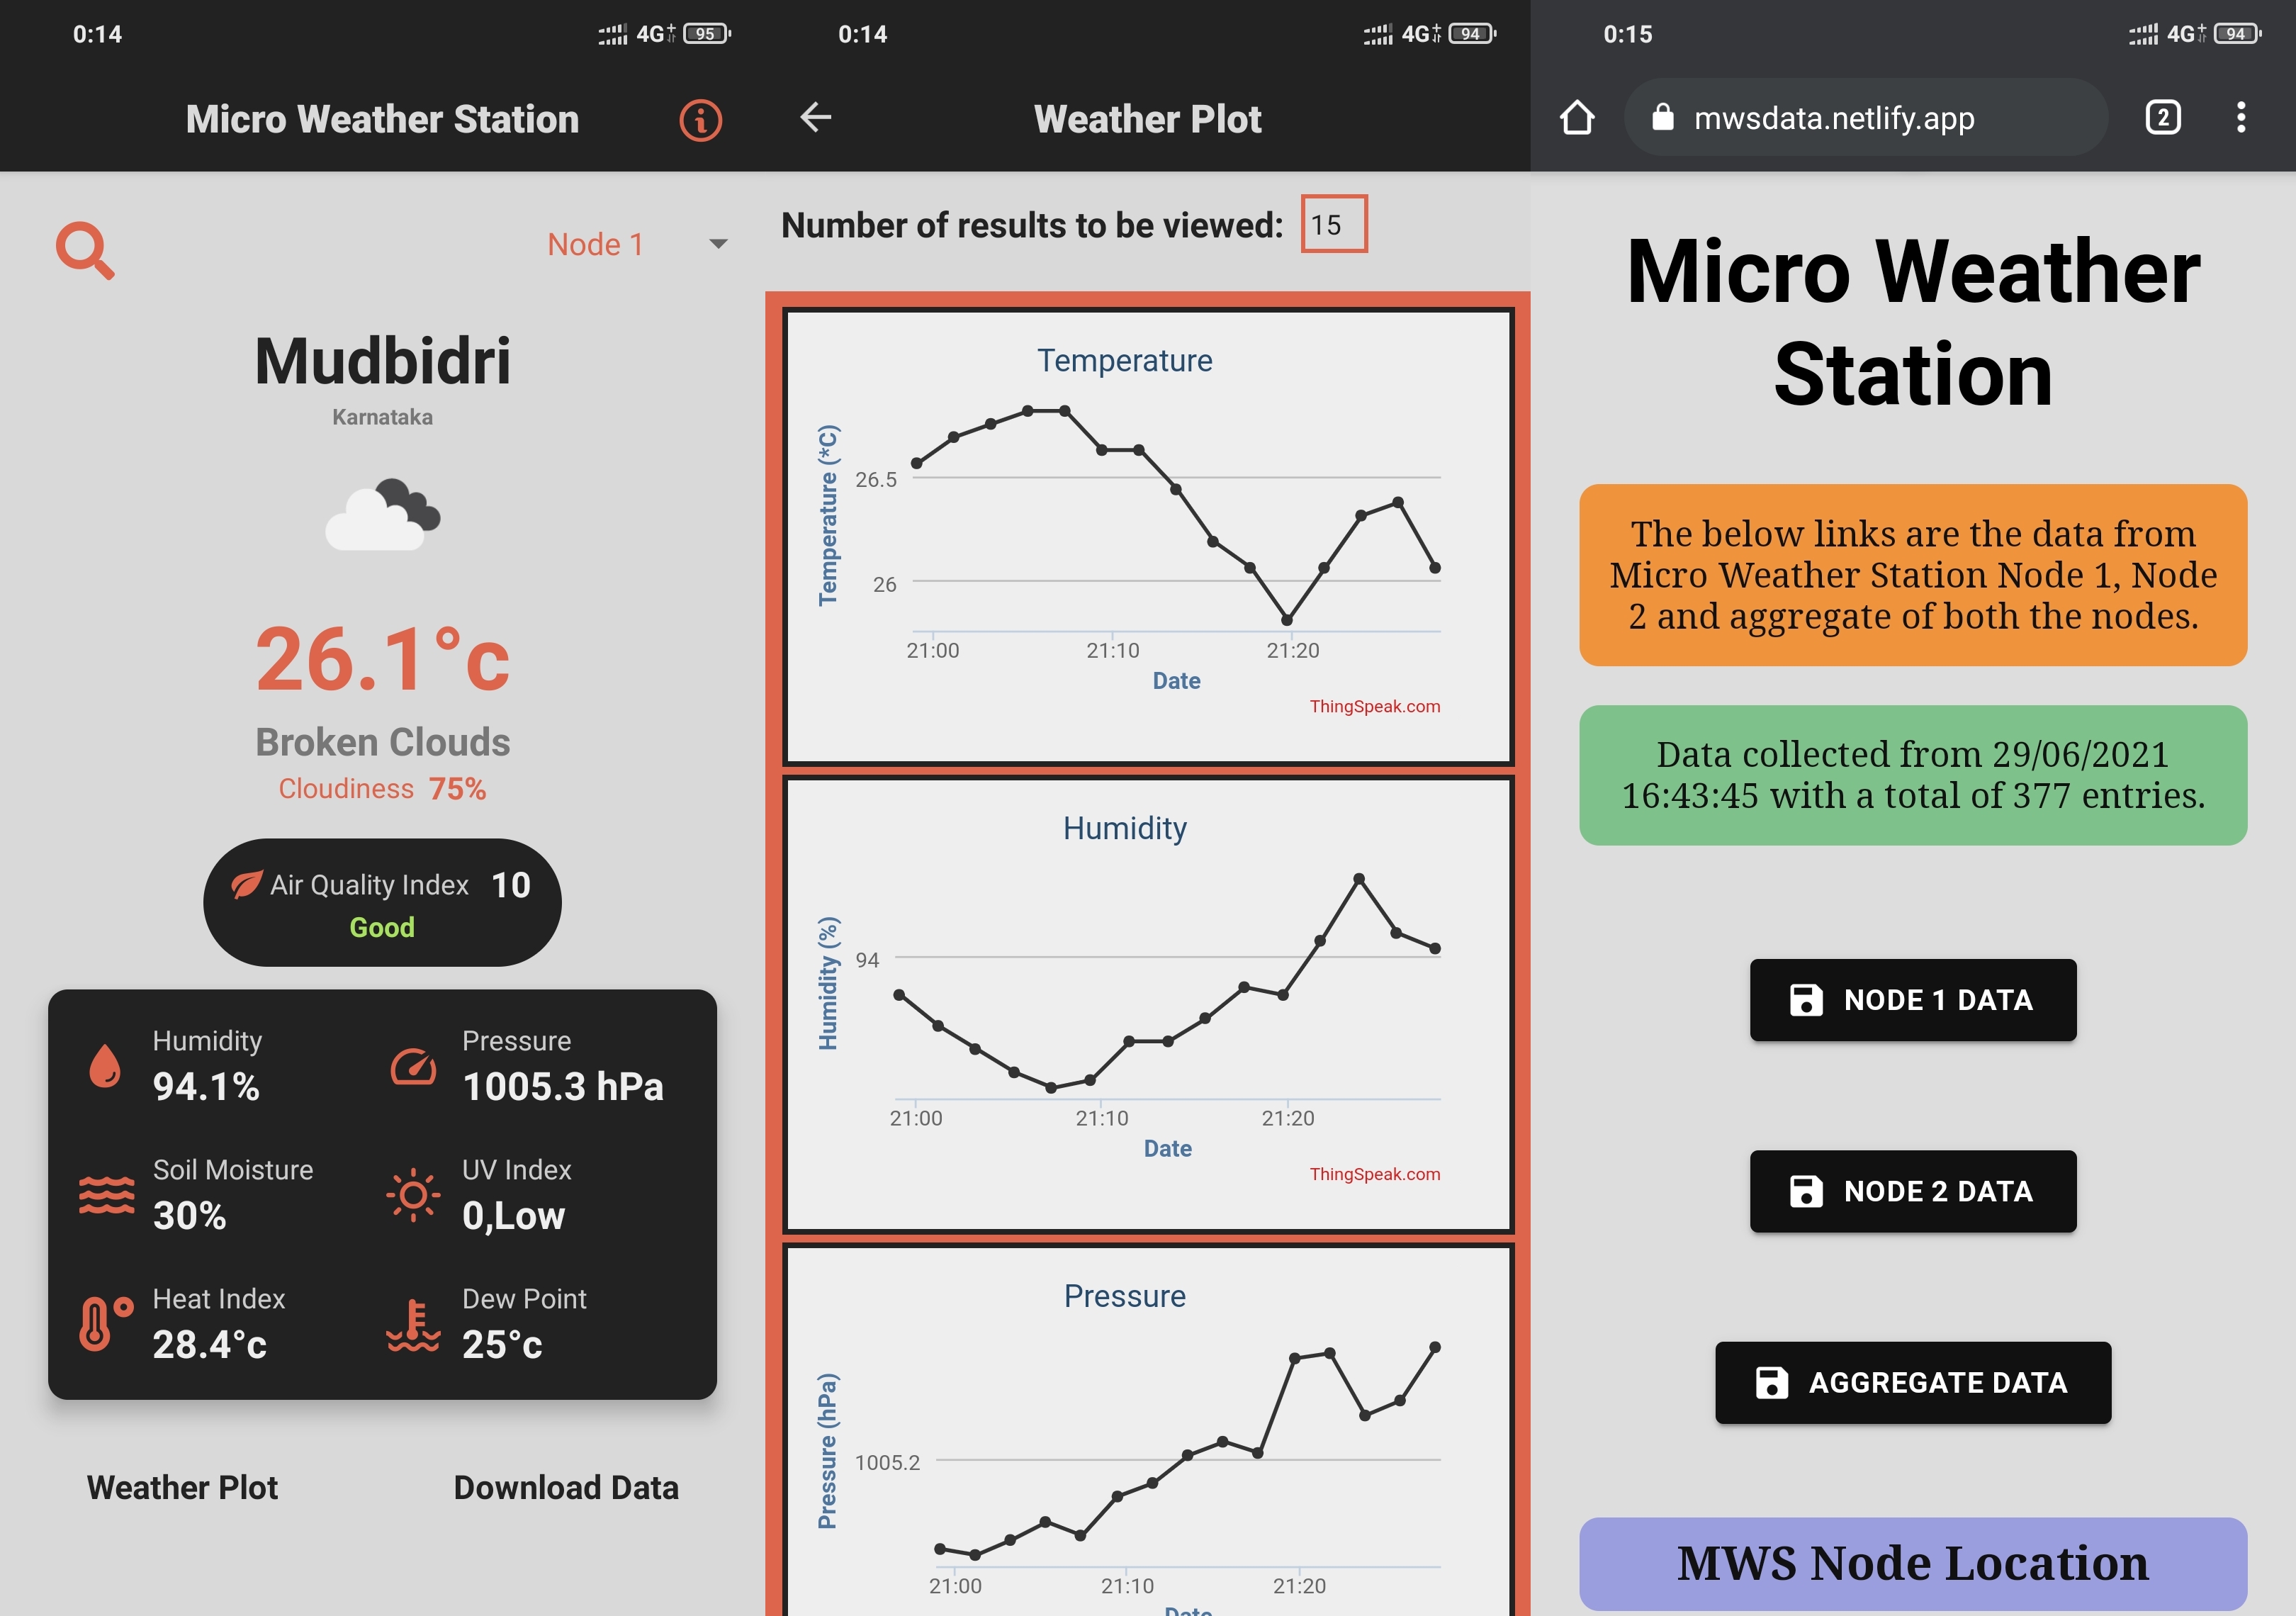 0:14
4G+
95
Micro Weather Station
Node 1
Mudbidri
Karnataka
26.1°c
Broken Clouds
Cloudiness 75%
Air Quality Index 10
Good
Humidity
94.1%
Pressure
1005.3 hPa
Soil Moisture
30%
UV Index
0,Low
Heat Index
28.4°c
Dew Point
25°c
Weather Plot
Download Data
0:14
4G+
94
Weather Plot
Number of results to be viewed: 15
Temperature
Temperature (*C)
26.5
26
21:00 21:10 21:20
Date
ThingSpeak.com
Humidity
Humidity (%)
94
21:00 21:10 21:20
Date
ThingSpeak.com
Pressure
Pressure (hPa)
1005.2
21:00 21:10 21:20
Date
0:15
4G+
94
mwsdata.netlify.app
2
Micro Weather
Station
The below links are the data from
Micro Weather Station Node 1, Node
2 and aggregate of both the nodes.
Data collected from 29/06/2021
16:43:45 with a total of 377 entries.
NODE 1 DATA
NODE 2 DATA
AGGREGATE DATA
MWS Node Location